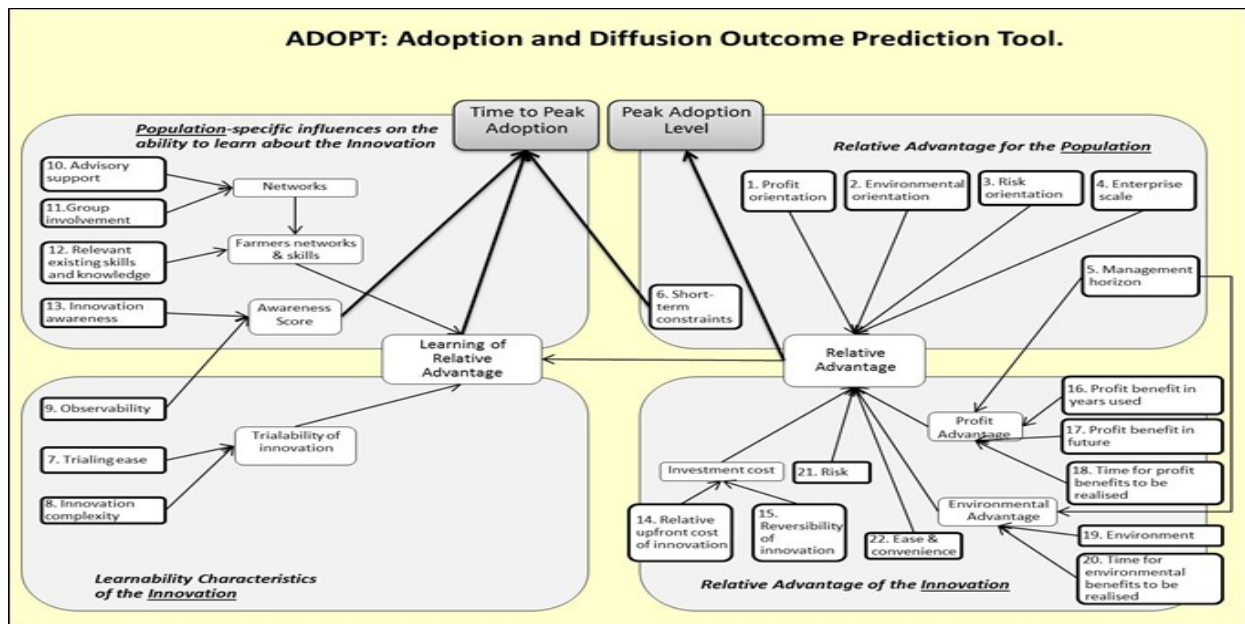 ADOPT: Adoption and Diffusion Outcome Prediction Tool.
Time to Peak
Adoption
Peak Adoption
Level
Population-specific influences on the
ability to learn about the Innovation
10. Advisory
support
11.Group
involvement
12. Relevant
existing skills
and knowledge
13. Innovation
awareness
Networks
Farmers networks
& skills
Awareness
Score
Learning of
Relative
Advantage
Relative Advantage for the Population
1. Profit
orientation
2. Environmental
orientation
3. Risk
orientation
4. Enterprise
scale
5. Management
horizon
6. Short-
term
constraints
Relative
Advantage
9. Observability
7. Trialing ease
8. Innovation
complexity
Trialability of
innovation
Learnability Characteristics
of the Innovation
Investment cost
21. Risk
14. Relative
upfront cost
of innovation
15.
Reversibility
of
innovation
22. Ease &
convenience
Profit
Advantage
Environmental
Advantage
16. Profit benefit in
years used
17. Profit benefit in
future
18. Time for profit
benefits to be
realised
19. Environment
20. Time for
environmental
benefits to be
realised
Relative Advantage of the Innovation